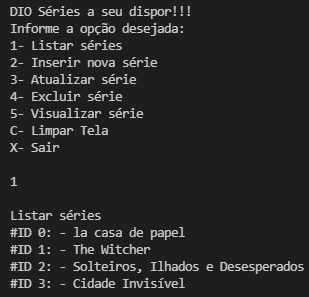 DIO Séries a seu dispor!!!
Informe a opção desejada:
1- Listar séries
2- Inserir nova série
3- Atualizar série
4- Excluir série
5- Visualizar série
C- Limpar Tela
X- Sair
1
Listar séries
#ID 0: - la casa de papel
#ID 1: - The Witcher
#ID 2: - Solteiros, Ilhados e Desesperados
#ID 3: - Cidade Invisível